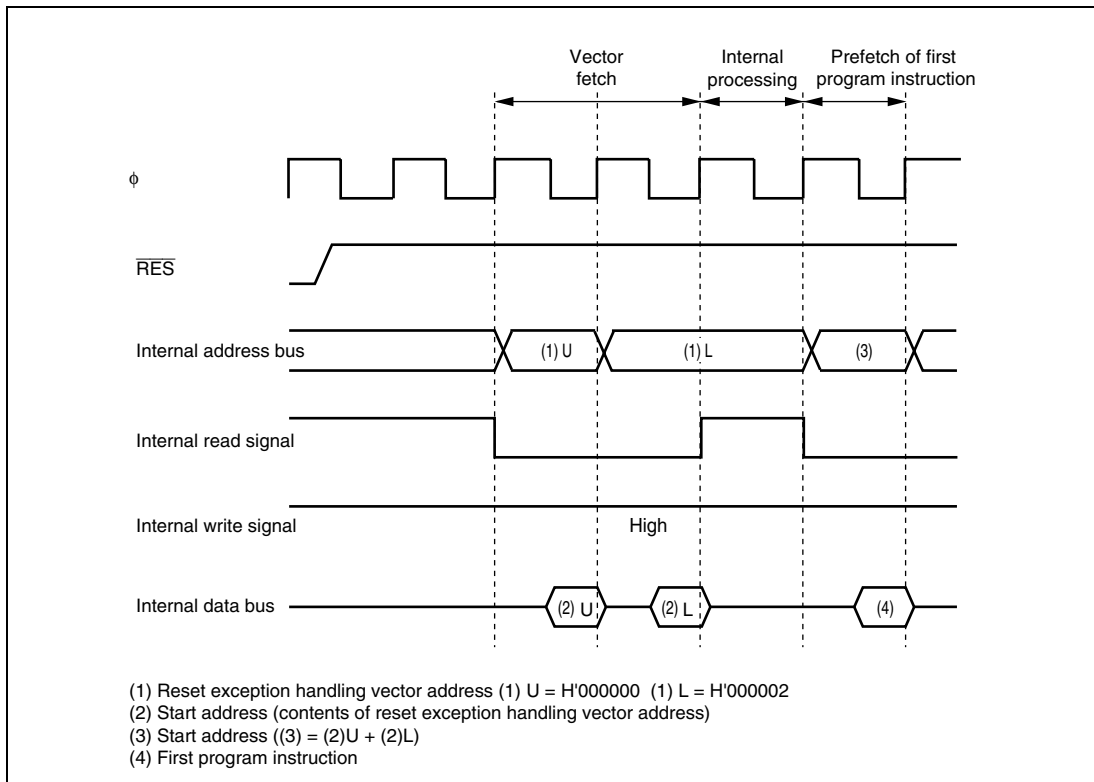 Vector
fetch
Internal
processing
Prefetch of first
program instruction
ϕ
RES
Internal address bus
(1) U
(1) L
(3)
Internal read signal
Internal write signal
High
Internal data bus
(2) U
(2) L
(4)
(1) Reset exception handling vector address (1) U = H'000000 (1) L = H'000002
(2) Start address (contents of reset exception handling vector address)
(3) Start address ((3) = (2)U + (2)L)
(4) First program instruction